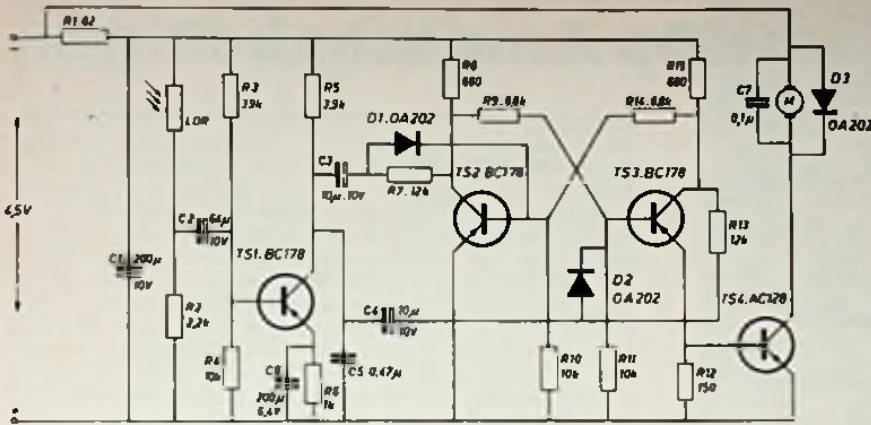 R1.82
4,5V
C1
200µ
10V
LDR
R2
2,2k
C2
64µ
10V
R3
3,9k
R4
10k
TS1.BC178
C6
200µ
6,4V
R6
1k
R5
3,9k
C3
10µ.10V
D1.OA202
R7.12k
C4
10µ
10V
C5 0,47µ
R8
680
R9.6,8k
TS2.BC178
R10
10k
D2
OA202
R11
10k
R14.6,8k
TS3.BC178
R15
680
R13
12k
R12
150
TS4.AC128
C7
0,1µ
M
D3
OA202